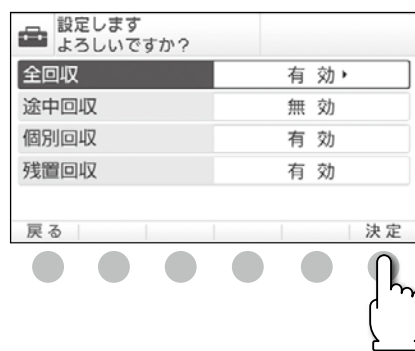 設定します
よろしいですか?
全回収 有 効
途中回収 無 効
個別回収 有 効
残置回収 有 効
戻る 決定